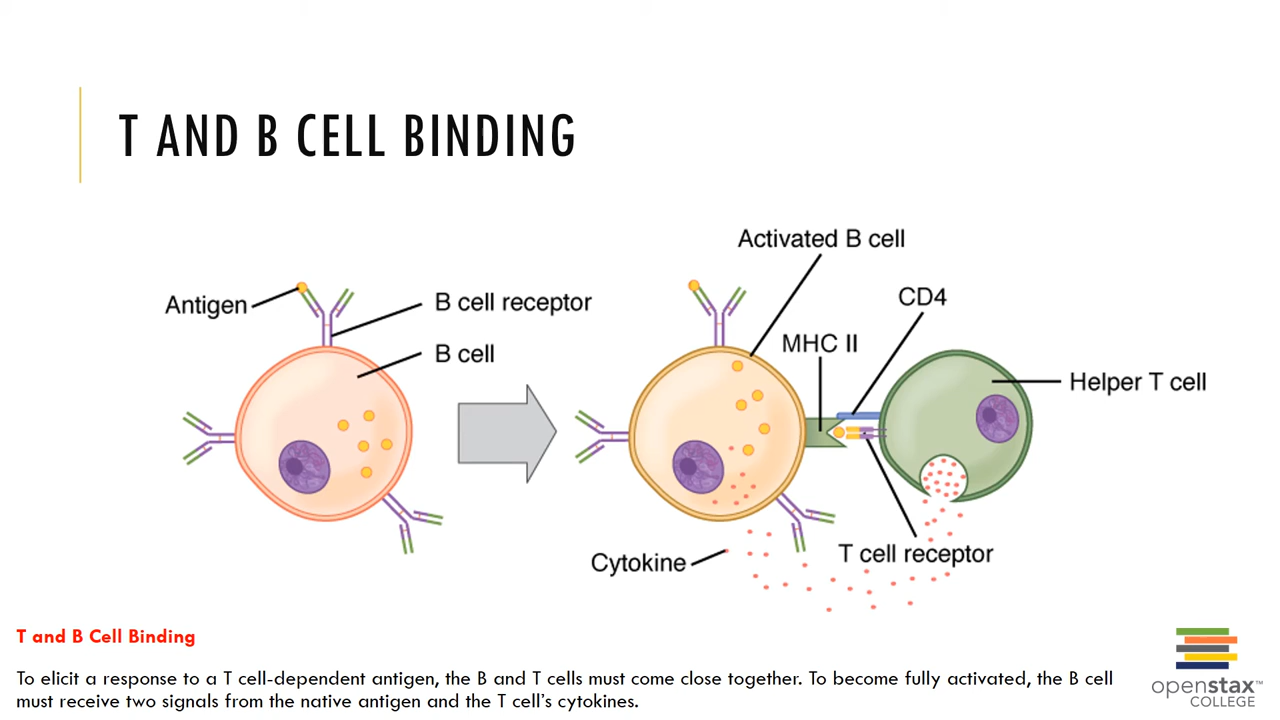 T AND B CELL BINDING
Activated B cell
Antigen
B cell receptor
CD4
B cell
MHC II
Helper T cell
Cytokine
T cell receptor
T and B Cell Binding
To elicit a response to a T cell-dependent antigen, the B and T cells must come close together. To become fully activated, the B cell
must receive two signals from the native antigen and the T cell’s cytokines.
openstax™
COLLEGE